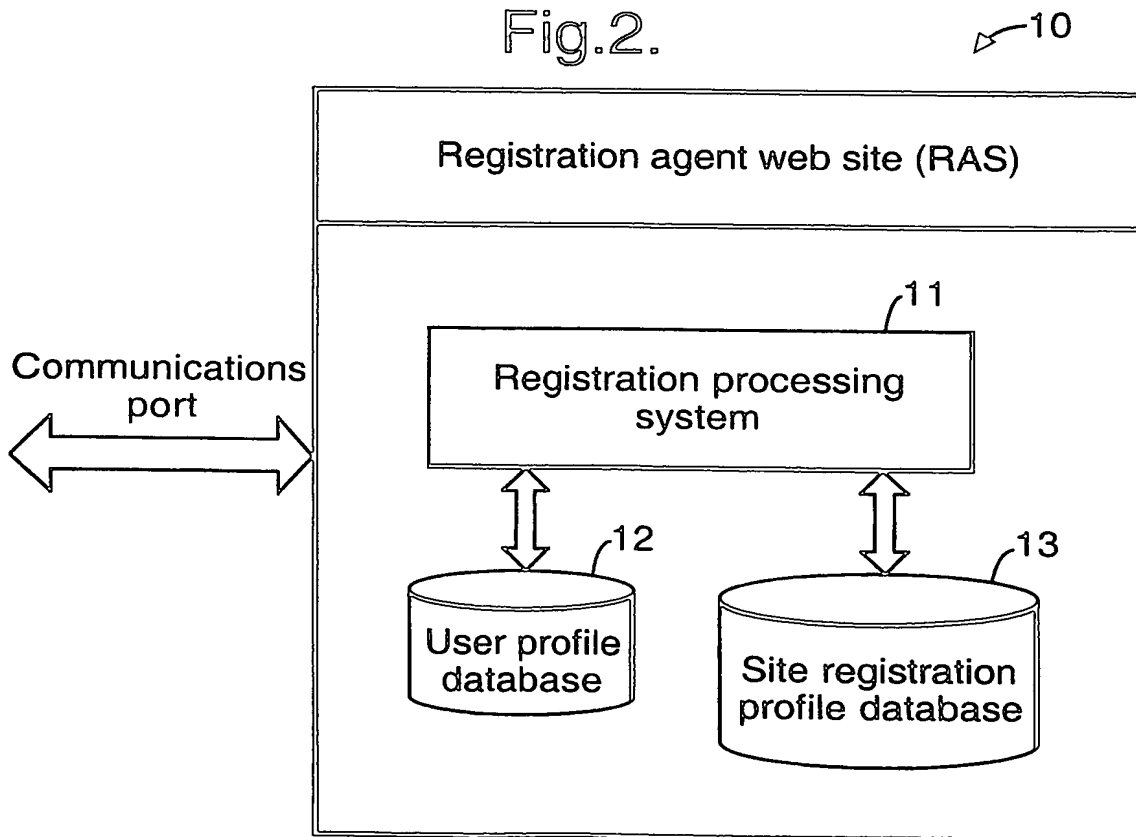 Fig.2.
10
Registration agent web site (RAS)
11
Registration processing
system
Communications
port
12
13
User profile
database
Site registration
profile database